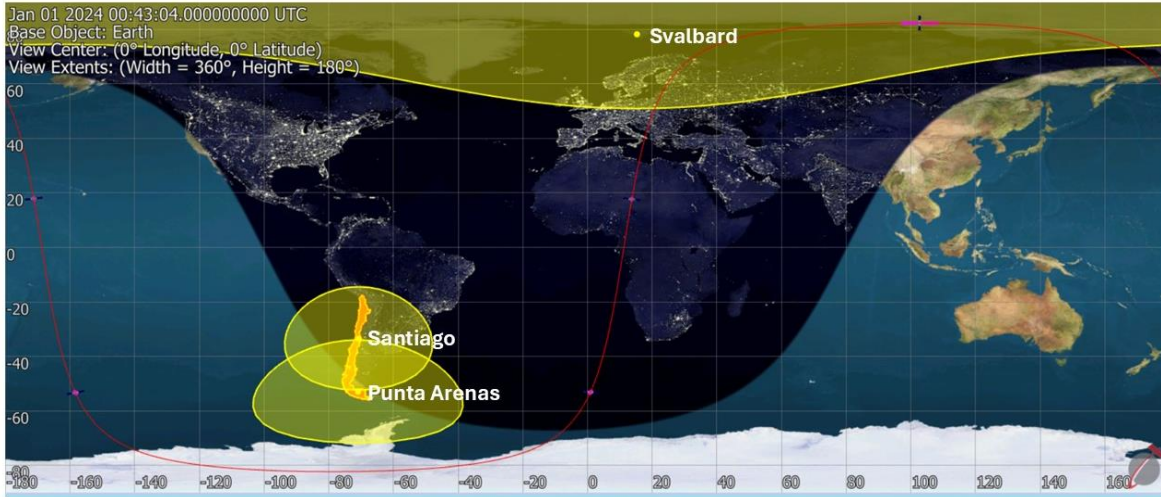 Jan 01 2024 00:43:04.000000000 UTC
Base Object: Earth
View Center: (0° Longitude, 0° Latitude)
View Extents: (Width = 360°, Height = 180°)
Svalbard
60
40
20
0
-20
Santiago
-40
Punta Arenas
-60
-80
-180 -160 -140 -120 -100 -80 -60 -40 -20 0 20 40 60 80 100 120 140 160